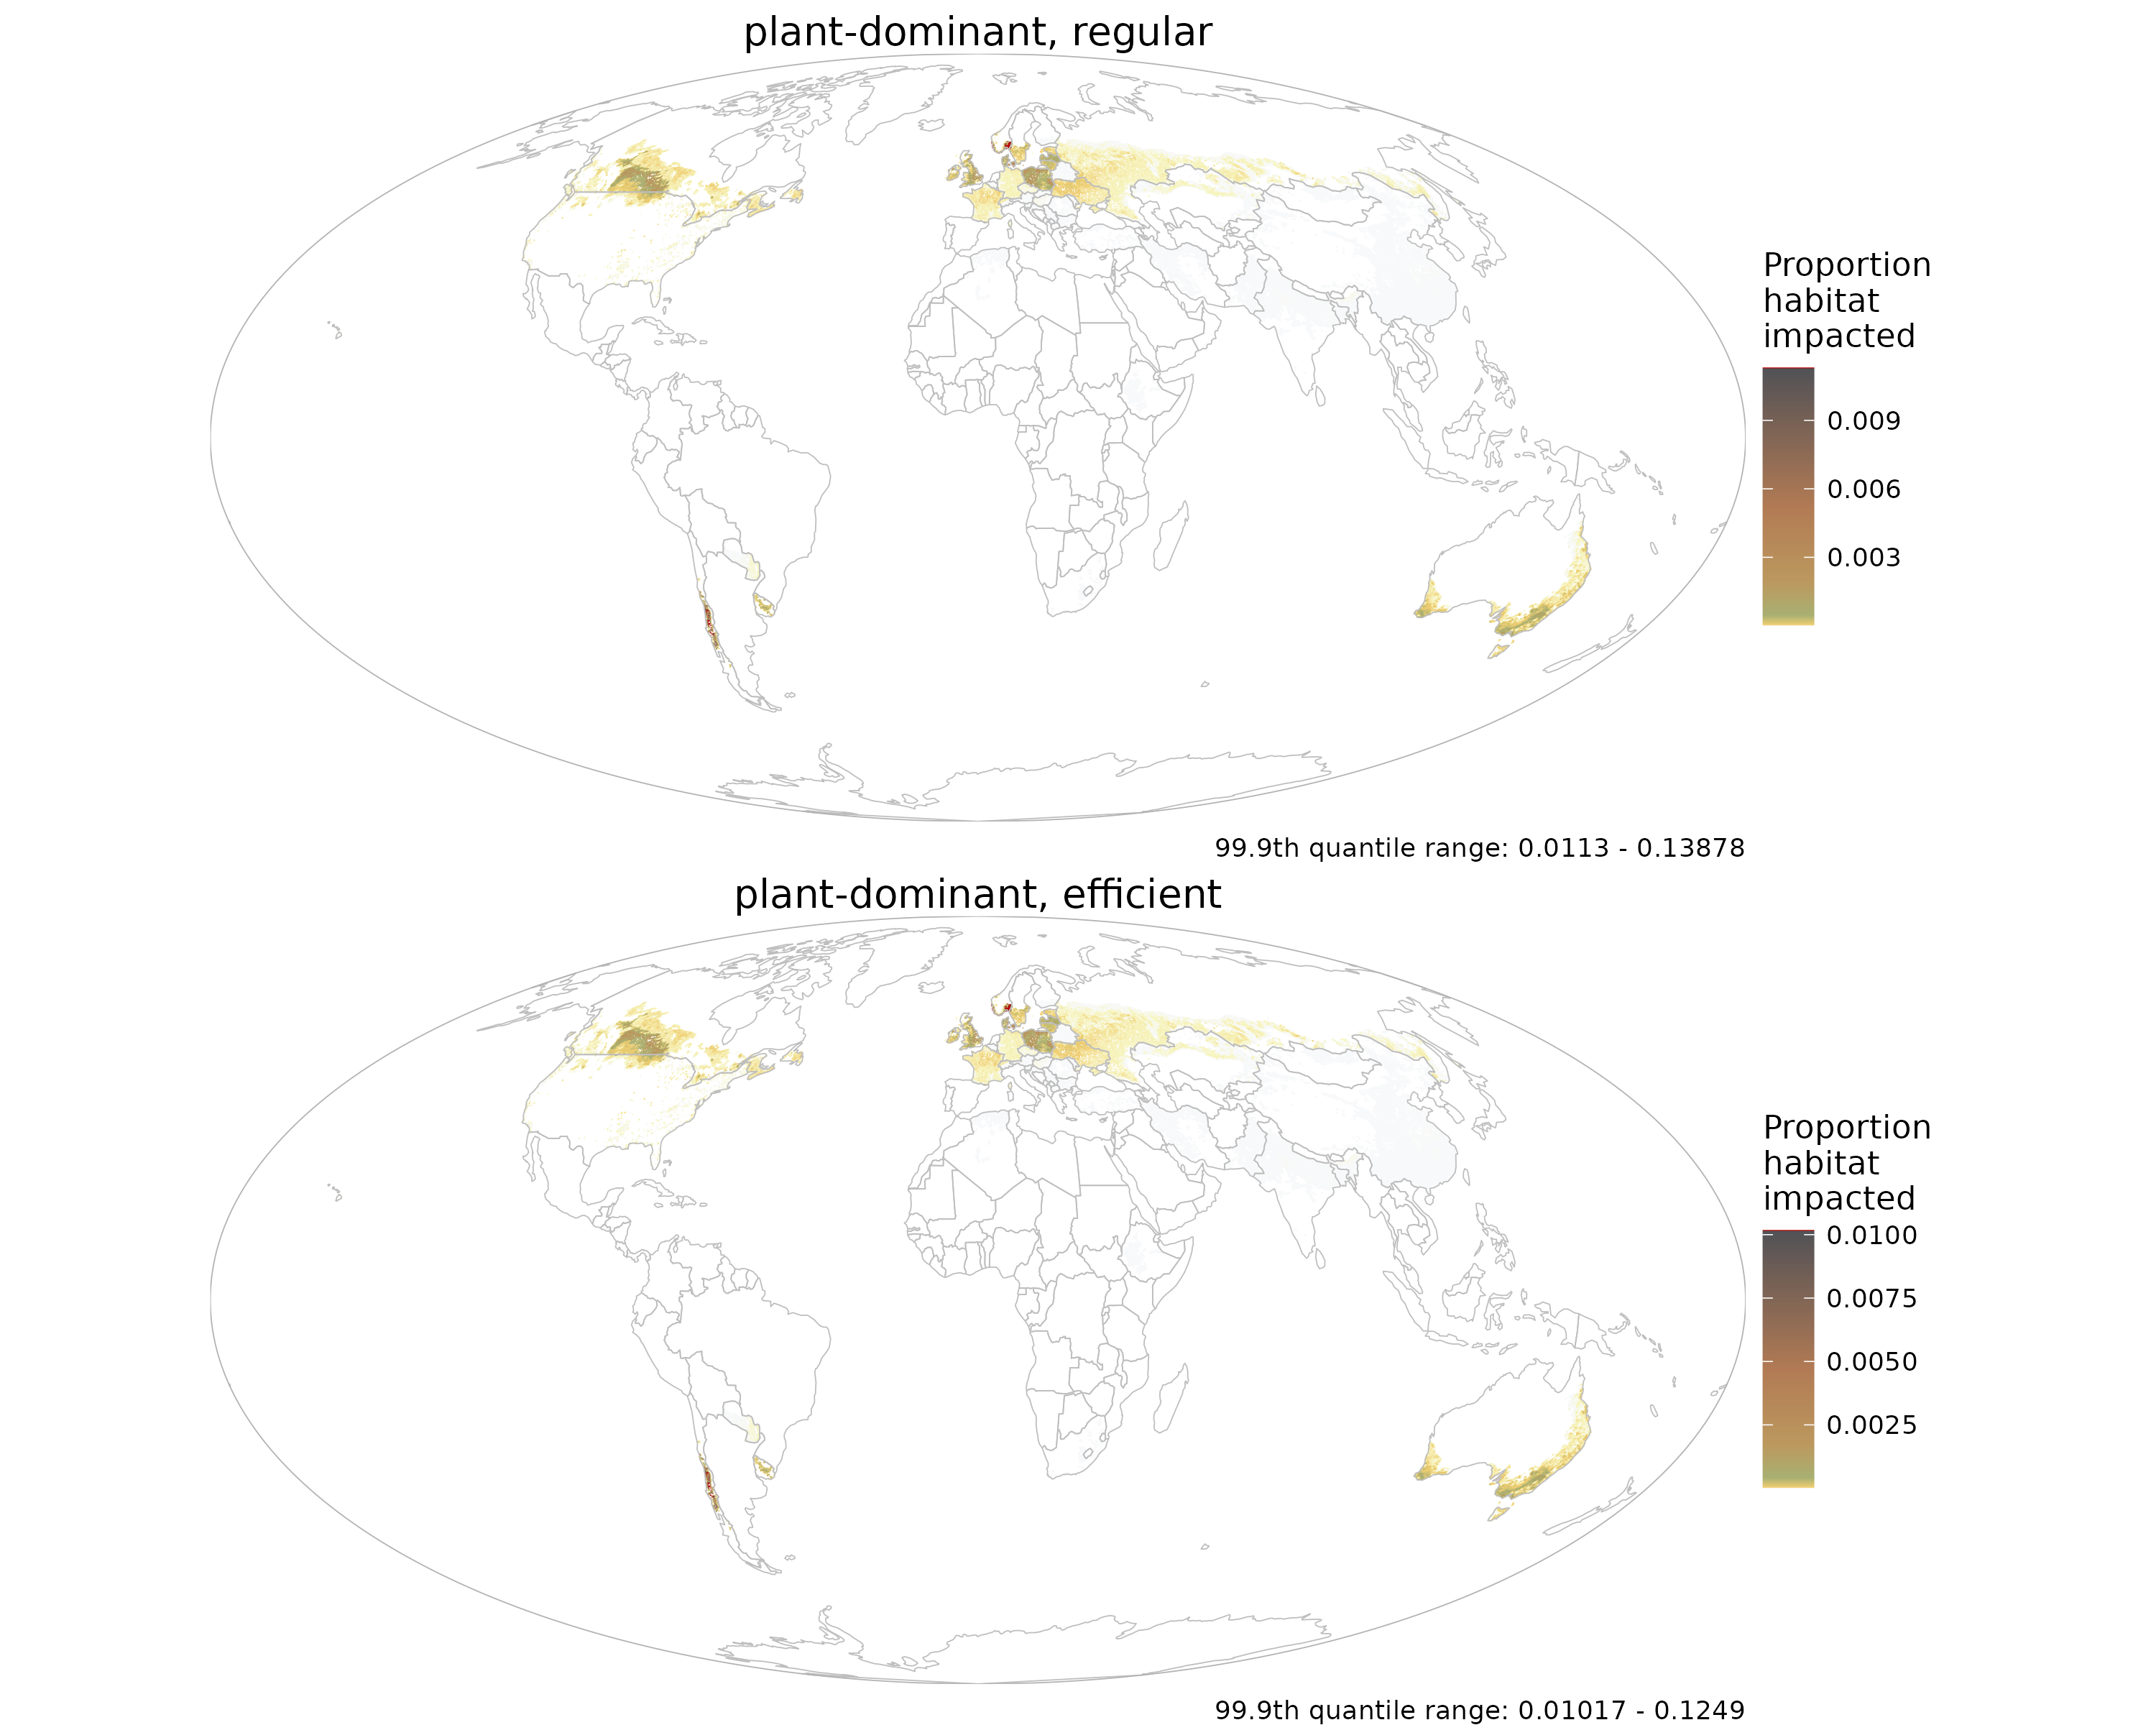 plant-dominant, regular
Proportion
habitat
impacted
0.009
0.006
0.003
99.9th quantile range: 0.0113 - 0.13878
plant-dominant, efficient
Proportion
habitat
impacted
0.0100
0.0075
0.0050
0.0025
99.9th quantile range: 0.01017 - 0.1249